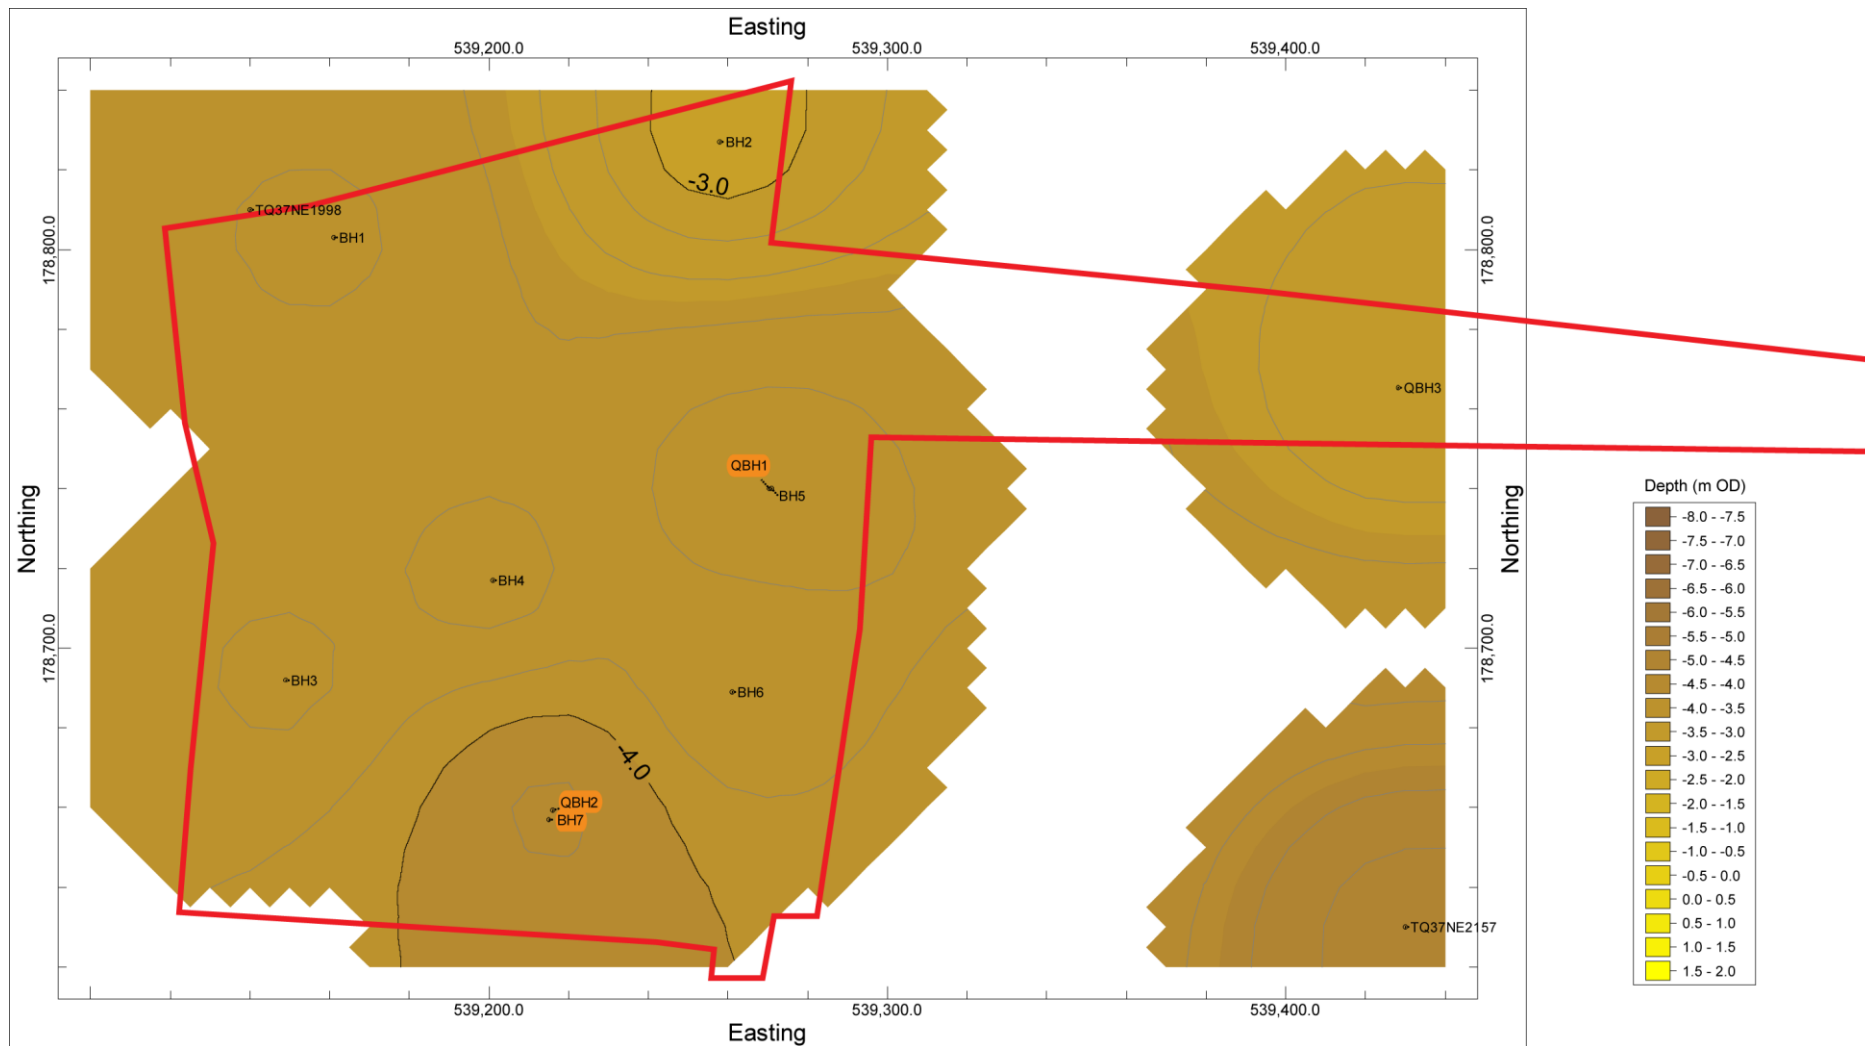 Easting
539,200.0
539,300.0
539,400.0
BH2
-3.0
TQ37NE1998
BH1
178,800.0
178,800.0
QBH3
QBH1
BH5
Northing
Northing
BH4
BH3
BH6
178,700.0
178,700.0
-4.0
QBH2
BH7
TQ37NE2157
539,200.0
539,300.0
539,400.0
Easting
Depth (m OD)
-8.0 - -7.5
-7.5 - -7.0
-7.0 - -6.5
-6.5 - -6.0
-6.0 - -5.5
-5.5 - -5.0
-5.0 - -4.5
-4.5 - -4.0
-4.0 - -3.5
-3.5 - -3.0
-3.0 - -2.5
-2.5 - -2.0
-2.0 - -1.5
-1.5 - -1.0
-1.0 - -0.5
-0.5 - 0.0
0.0 - 0.5
0.5 - 1.0
1.0 - 1.5
1.5 - 2.0